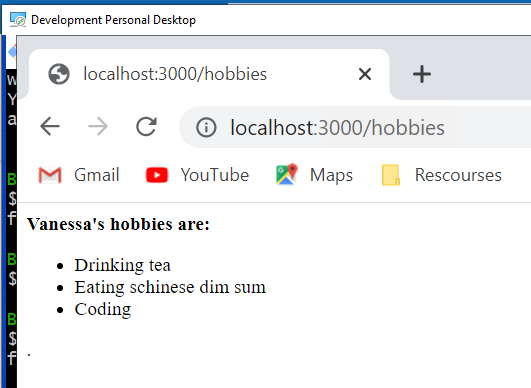 Development Personal Desktop
localhost:3000/hobbies
localhost:3000/hobbies
Gmail YouTube Maps Rescourses
Vanessa's hobbies are:
• Drinking tea
• Eating schinese dim sum
• Coding
.
w
Y
a
B
$
f
B
$
B
$
f